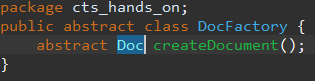 package cts_hands_on;
public abstract class DocFactory {
    abstract Doc createDocument();
}